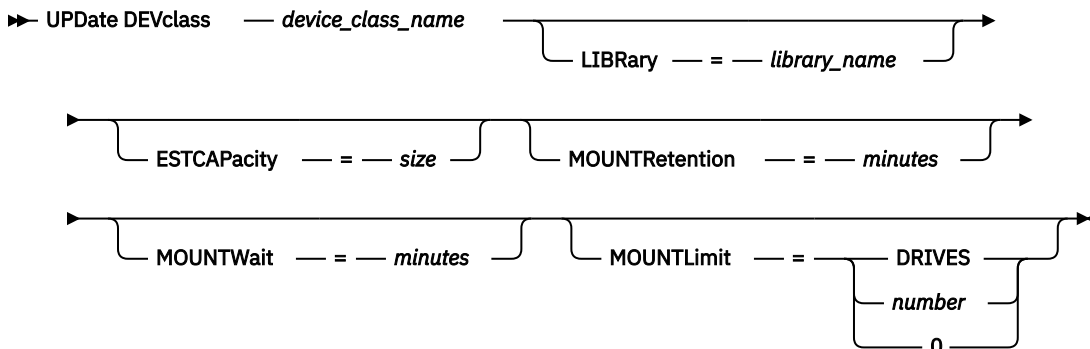 UPDate DEVclass device_class_name
LIBRary = library_name
ESTCAPacity = size MOUNTRetention = minutes
MOUNTWait = minutes MOUNTLimit = DRIVES
number
0